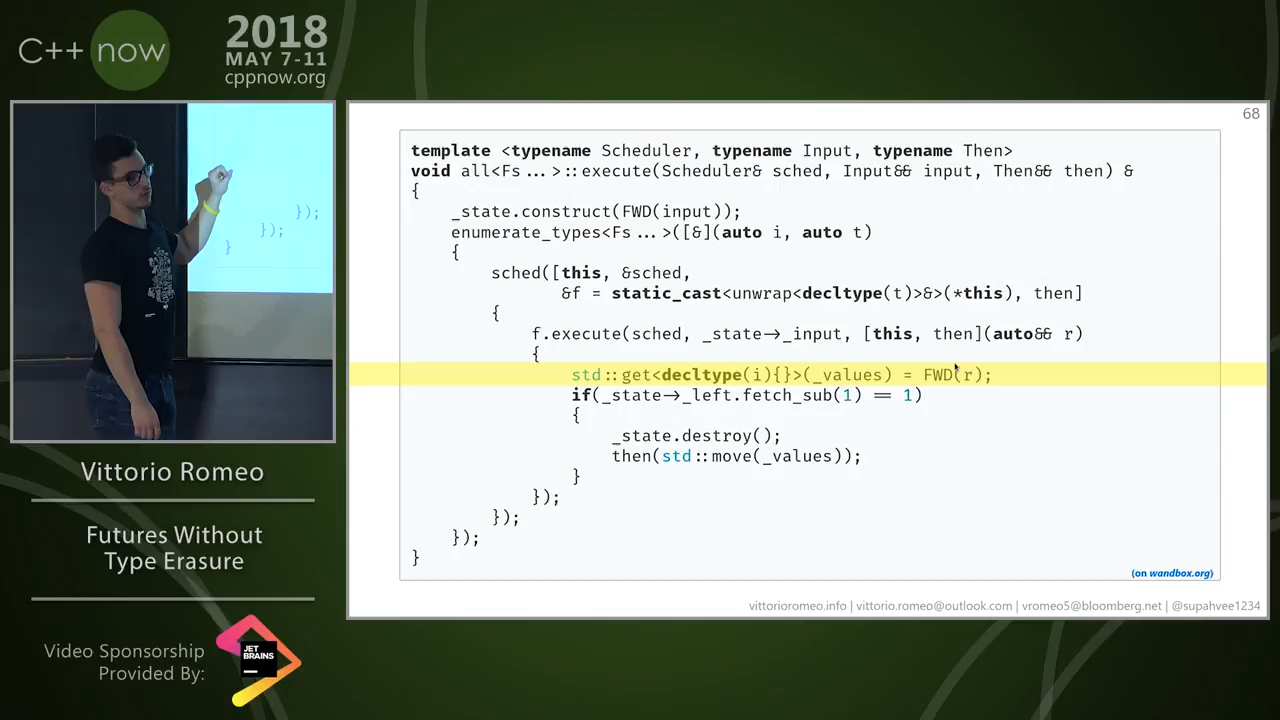 C++ now
2018
MAY 7-11
cppnow.org
});
});
}
Vittorio Romeo
Futures Without
Type Erasure
Video Sponsorship
Provided By:
JET
BRAINS
68
template <typename Scheduler, typename Input, typename Then>
void all<Fs...>::execute(Scheduler& sched, Input&& input, Then&& then) &
{
    _state.construct(FWD(input));
    enumerate_types<Fs...>([&](auto i, auto t)
    {
        sched([this, &sched,
               &f = static_cast<unwrap<decltype(t)>&>(*this), then]
        {
            f.execute(sched, _state->_input, [this, then](auto&& r)
            {
                std::get<decltype(i){}>(_values) = FWD(r);
                if(_state->_left.fetch_sub(1) == 1)
                {
                    _state.destroy();
                    then(std::move(_values));
                }
            });
        });
    });
}
(on wandbox.org)
vittorioromeo.info | vittorio.romeo@outlook.com | vromeo5@bloomberg.net | @supahvee1234